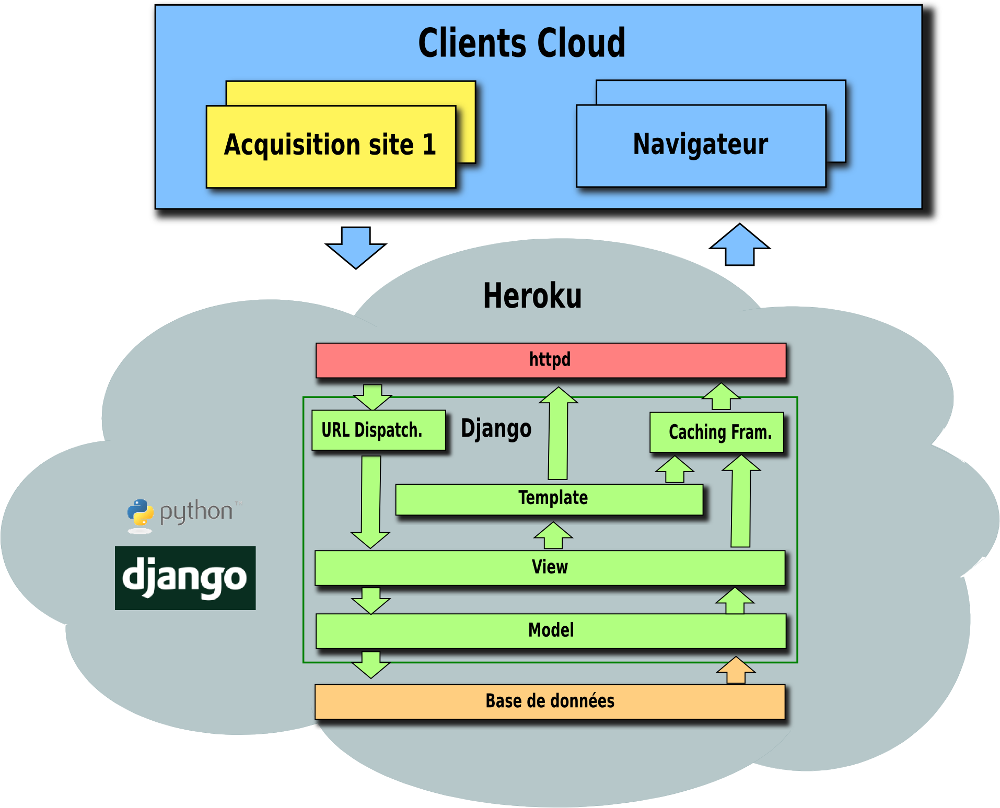 Clients Cloud
Acquisition site 1
Navigateur
Heroku
httpd
URL Dispatch.
Django
Caching Fram.
Template
python™
django
View
Model
Base de données